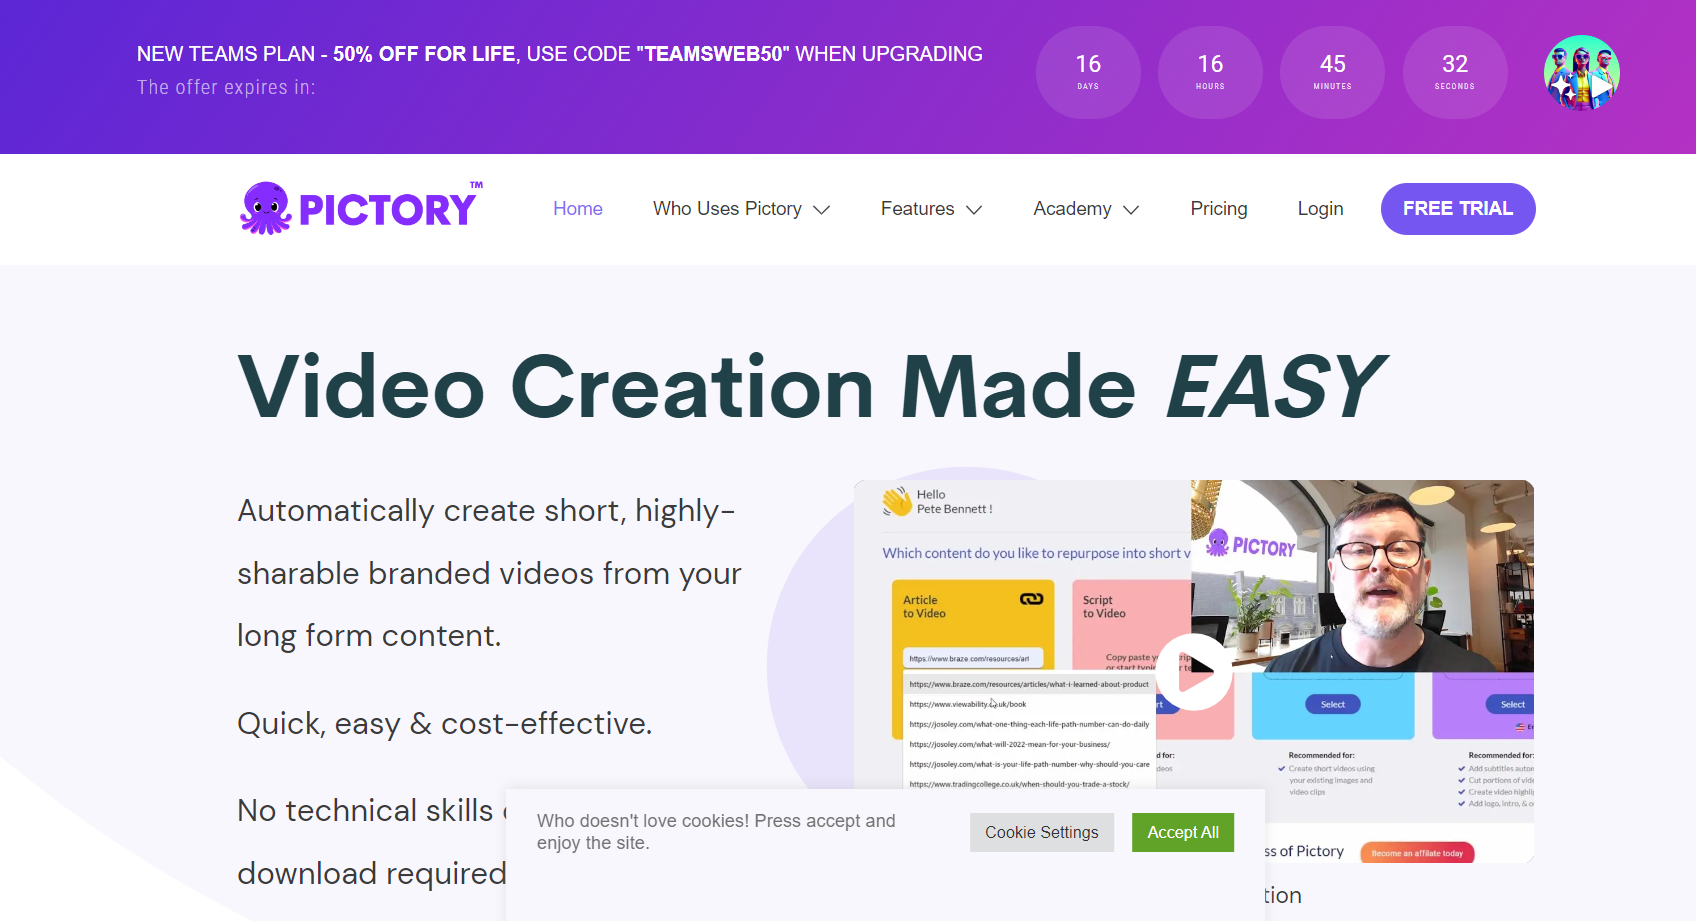 NEW TEAMS PLAN - 50% OFF FOR LIFE, USE CODE "TEAMSWEB50" WHEN UPGRADING
The offer expires in:
16
DAYS
16
HOURS
45
MINUTES
32
SECONDS
PICTORY™
Home
Who Uses Pictory
Features
Academy
Pricing
Login
FREE TRIAL
Video Creation Made EASY
Automatically create short, highly-
sharable branded videos from your
long form content.
Quick, easy & cost-effective.
No technical skills
download required
Hello
Pete Bennett !
Which content do you like to repurpose into short v
Article
to Video
https://www.braze.com/resources/art
https://www.braze.com/resources/articles/what-i-learned-about-product
https://www.viewability.uk/book
https://josoley.com/what-one-thing-each-life-path-number-can-do-daily
https://josoley.com/what-will-2022-mean-for-your-business/
https://josoley.com/what-is-your-life-path-number-why-should-you-care
https://www.tradingcollege.co.uk/when-should-you-trade-a-stock/
Script
to Video
Copy paste
or start
PICTORY
Select
Select
Recommended for:
Create short videos using
your existing images and
video clips
Recommended for:
Add subtitles
Cut portions of
Create video
Add logo, intro, &
ss of Pictory
Become an affilate today
tion
Who doesn't love cookies! Press accept and
enjoy the site.
Cookie Settings
Accept All